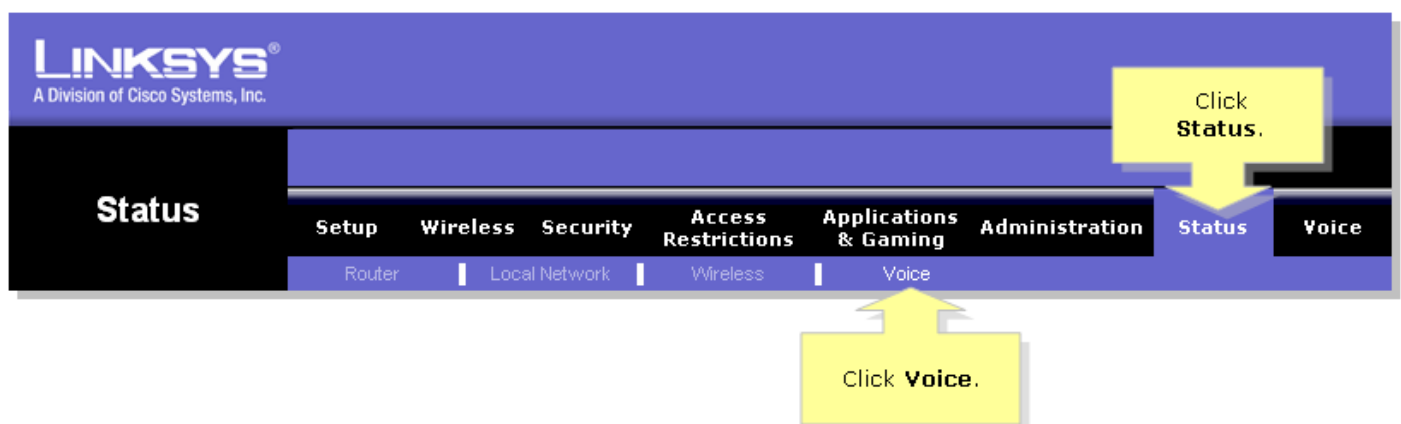 LINKSYS®
A Division of Cisco Systems, Inc.
Click
Status.
Status
Setup Wireless Security Access Restrictions Applications & Gaming Administration Status Voice
Router Local Network Wireless Voice
Click Voice.